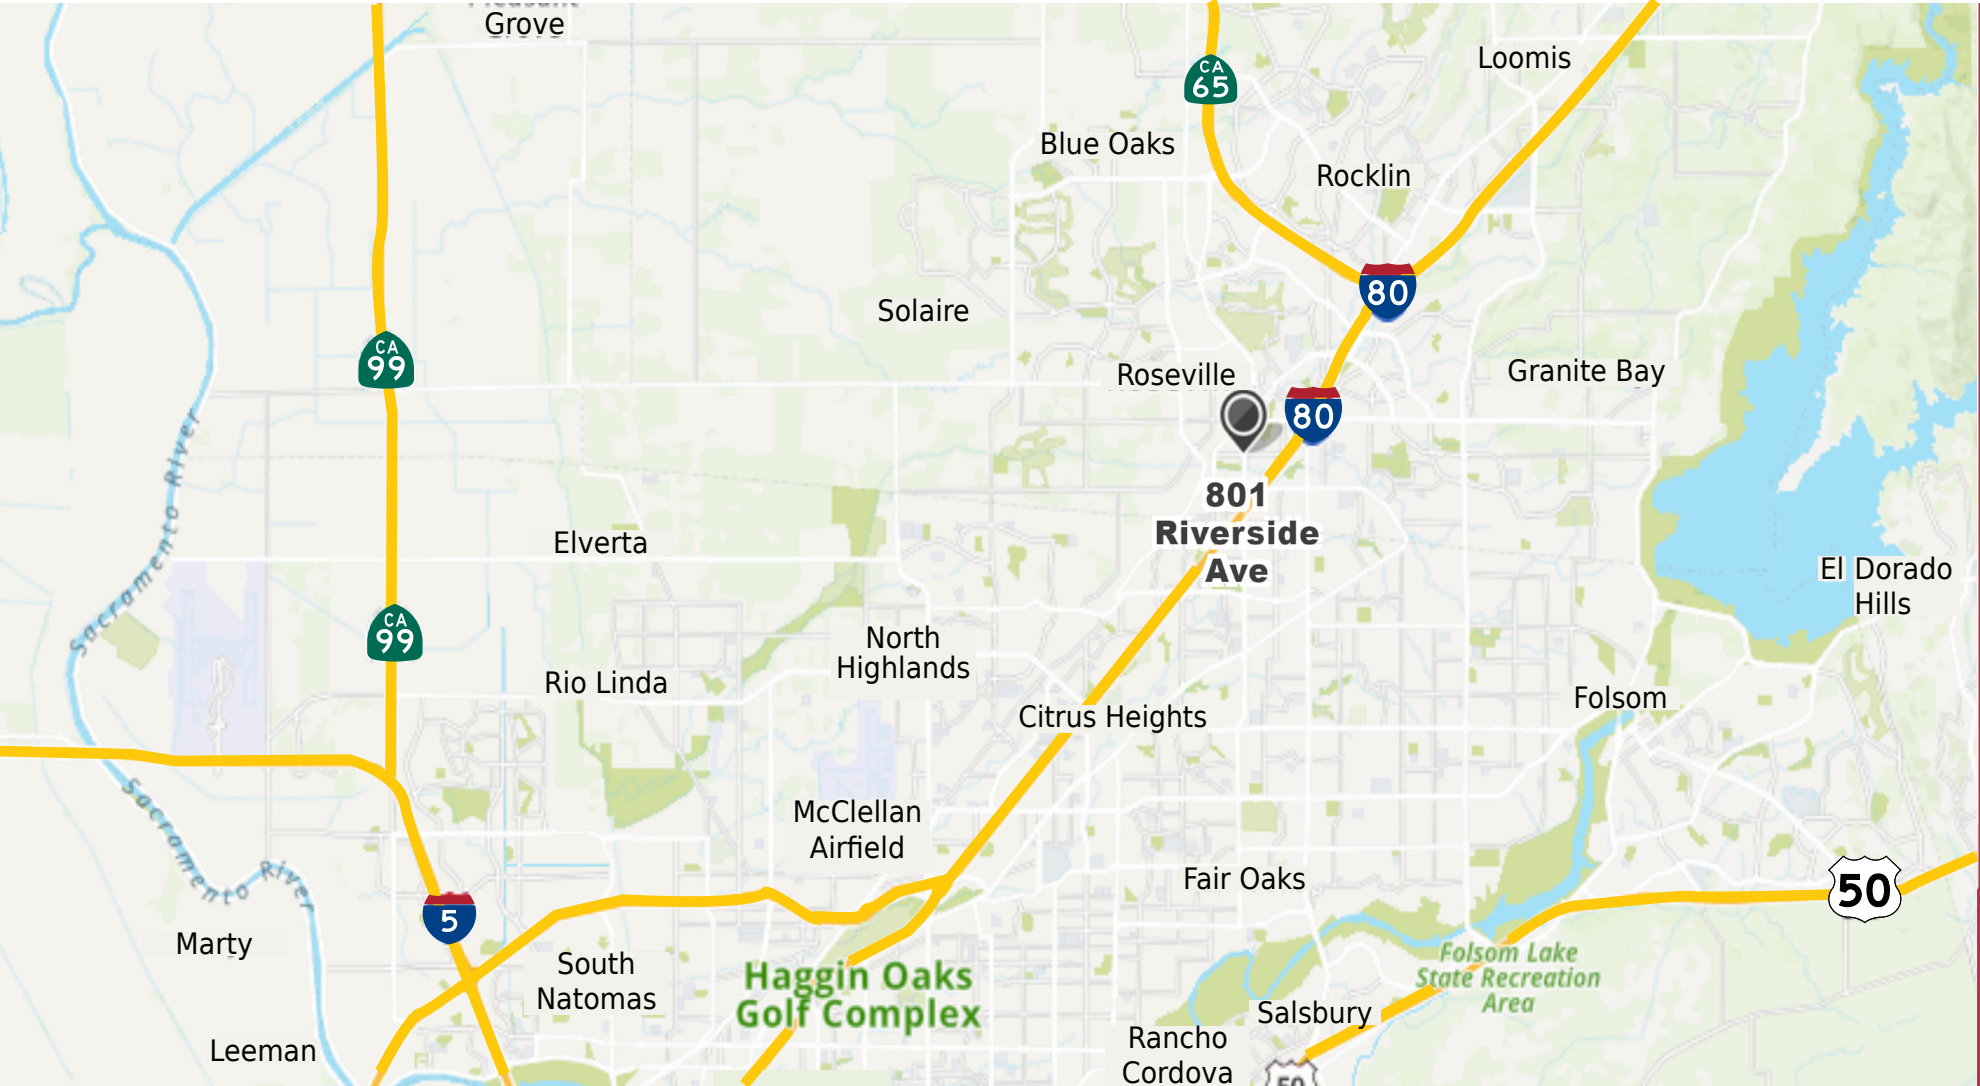 Pleasant
Grove
CA
65
Loomis
Blue Oaks
Rocklin
80
Solaire
CA
99
Roseville
Granite Bay
80
801
Riverside
Ave
Sacramento River
Elverta
El Dorado
Hills
CA
99
North
Highlands
Rio Linda
Folsom
Citrus Heights
McClellan
Airfield
Sacramento River
Fair Oaks
50
5
Marty
South
Natomas
Haggin Oaks
Golf Complex
Folsom Lake
State Recreation
Area
Salsbury
Leeman
Rancho
Cordova
50